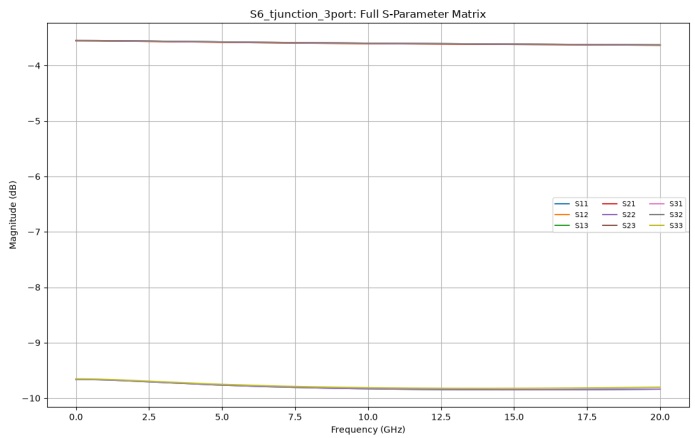 S6_tjunction_3port: Full S-Parameter Matrix
−4
−5
−6
−7
−8
−9
−10
Magnitude (dB)
S11 S21 S31
S12 S22 S32
S13 S23 S33
0.0 2.5 5.0 7.5 10.0 12.5 15.0 17.5 20.0
Frequency (GHz)